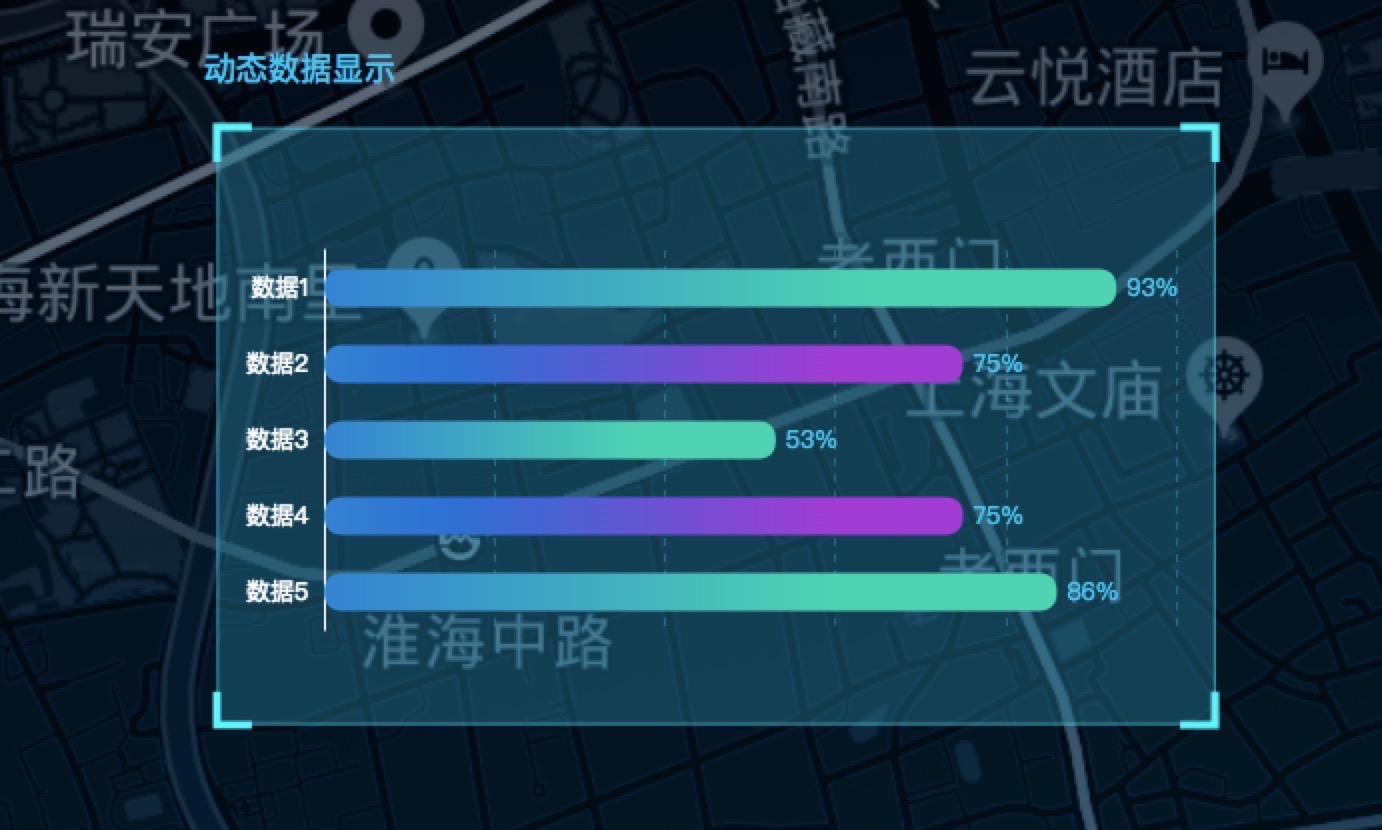 瑞安广场
动态数据显示
云悦酒店
藏南路
老西门
海新天地南里
数据1
93%
数据2
75%
上海文庙
数据3
53%
二路
数据4
75%
老西门
数据5
86%
淮海中路